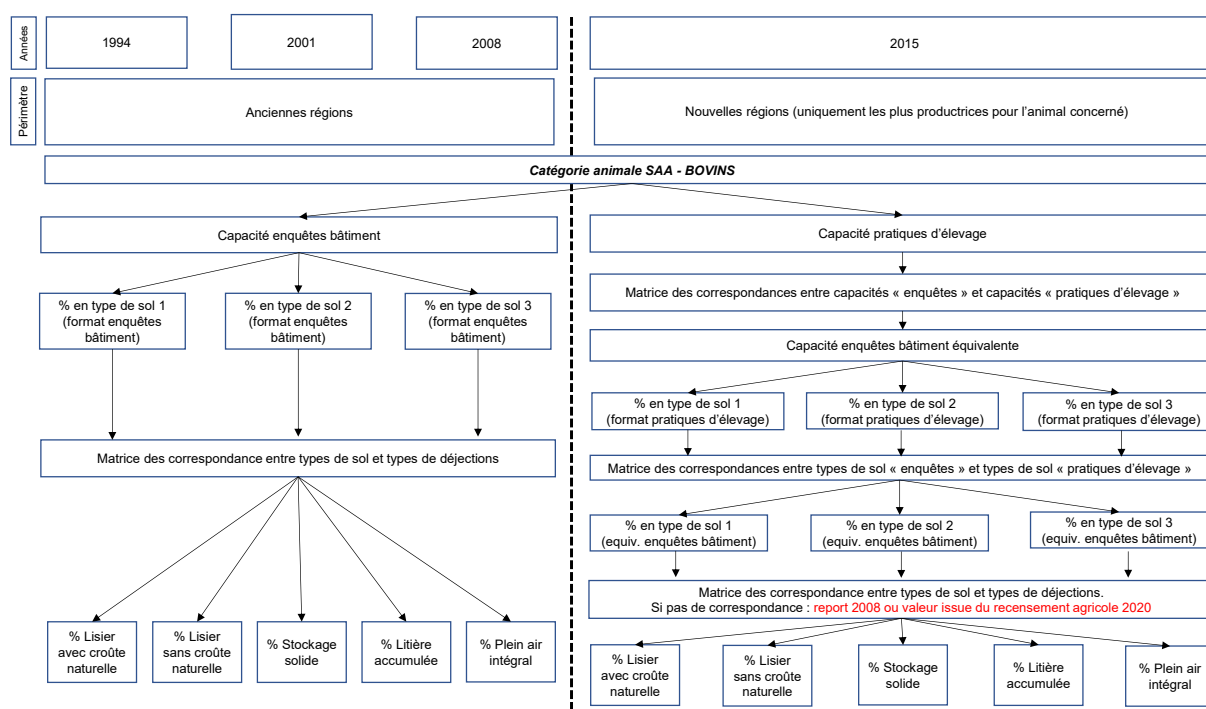 Années
1994
2001
2008
2015
Périmètre
Anciennes régions
Nouvelles régions (uniquement les plus productrices pour l'animal concerné)
Catégorie animale SAA - BOVINS
Capacité enquêtes bâtiment
% en type de sol 1
(format enquêtes
bâtiment)
% en type de sol 2
(format enquêtes
bâtiment)
% en type de sol 3
(format enquêtes
bâtiment)
Matrice des correspondance entre types de sol et types de déjections
% Lisier
avec croûte
naturelle
% Lisier
sans croûte
naturelle
% Stockage
solide
% Litière
accumulée
% Plein air
intégral
Capacité pratiques d'élevage
Matrice des correspondances entre capacités « enquêtes » et capacités « pratiques d'élevage »
Capacité enquêtes bâtiment équivalente
% en type de sol 1
(format pratiques d'élevage)
% en type de sol 2
(format pratiques d'élevage)
% en type de sol 3
(format pratiques d'élevage)
Matrice des correspondances entre types de sol « enquêtes » et types de sol « pratiques d'élevage »
% en type de sol 1
(equiv. enquêtes bâtiment)
% en type de sol 2
(equiv. enquêtes bâtiment)
% en type de sol 3
(equiv. enquêtes bâtiment)
Matrice des correspondance entre types de sol et types de déjections.
Si pas de correspondance : report 2008 ou valeur issue du recensement agricole 2020
% Lisier
avec croûte
naturelle
% Lisier
sans croûte
naturelle
% Stockage
solide
% Litière
accumulée
% Plein air
intégral